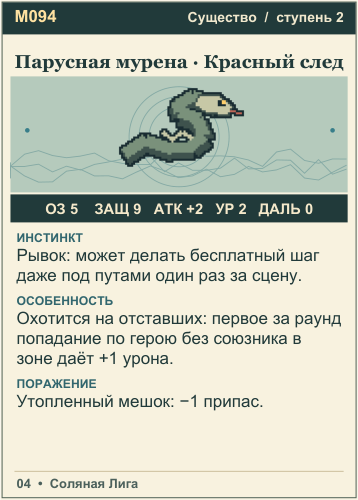 M094
Существо / ступень 2
Парусная мурена · Красный след
ОЗ 5 ЗАЩ 9 АТК +2 УР 2 ДАЛЬ 0
ИНСТИНКТ
Рывок: может делать бесплатный шаг
даже под путами один раз за сцену.
ОСОБЕННОСТЬ
Охотится на отставших: первое за раунд
попадание по герою без союзника в
зоне даёт +1 урона.
ПОРАЖЕНИЕ
Утопленный мешок: −1 припас.
04 • Соляная Лига